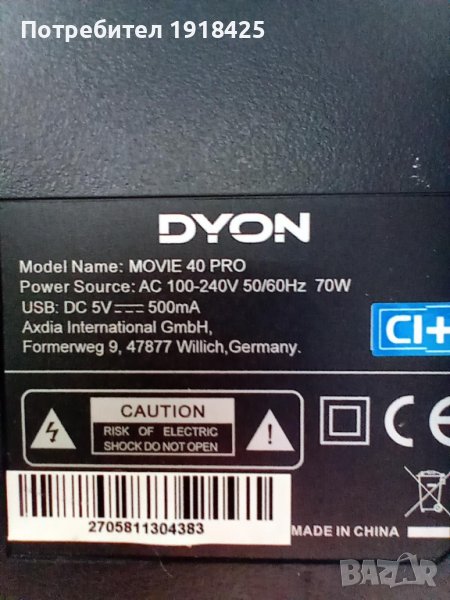 Потребител 1918425
DYON
Model Name: MOVIE 40 PRO
Power Source: AC 100-240V 50/60Hz 70W
USB: DC 5V⎓500mA
Axdia International GmbH,
Formerweg 9, 47877 Willich,Germany.
CI+
CAUTION
RISK OF ELECTRIC
SHOCK DO NOT OPEN
CE
2705811304383
MADE IN CHINA
BAZAR